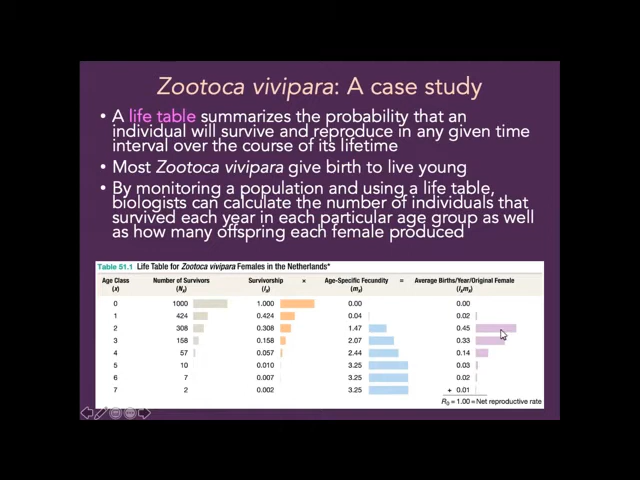 Zootoca vivipara: A case study
• A life table summarizes the probability that an
individual will survive and reproduce in any given time
interval over the course of its lifetime
• Most Zootoca vivipara give birth to live young
• By monitoring a population and using a life table,
biologists can calculate the number of individuals that
survived each year in each particular age group as well
as how many offspring each female produced
Table 51.1 Life Table for Zootoca vivipara Females in the Netherlands*
Age Class Number of Survivors Survivorship × Age-Specific Fecundity = Average Births/Year/Original Female
(x) (Nx) (lx) (mx) (lxmx)
0 1000 1.000 0.00 0.00
1 424 0.424 0.04 0.02
2 308 0.308 1.47 0.45
3 158 0.158 2.07 0.33
4 57 0.057 2.44 0.14
5 10 0.010 3.25 0.03
6 7 0.007 3.25 0.02
7 2 0.002 3.25 + 0.01
R0 = 1.00 = Net reproductive rate